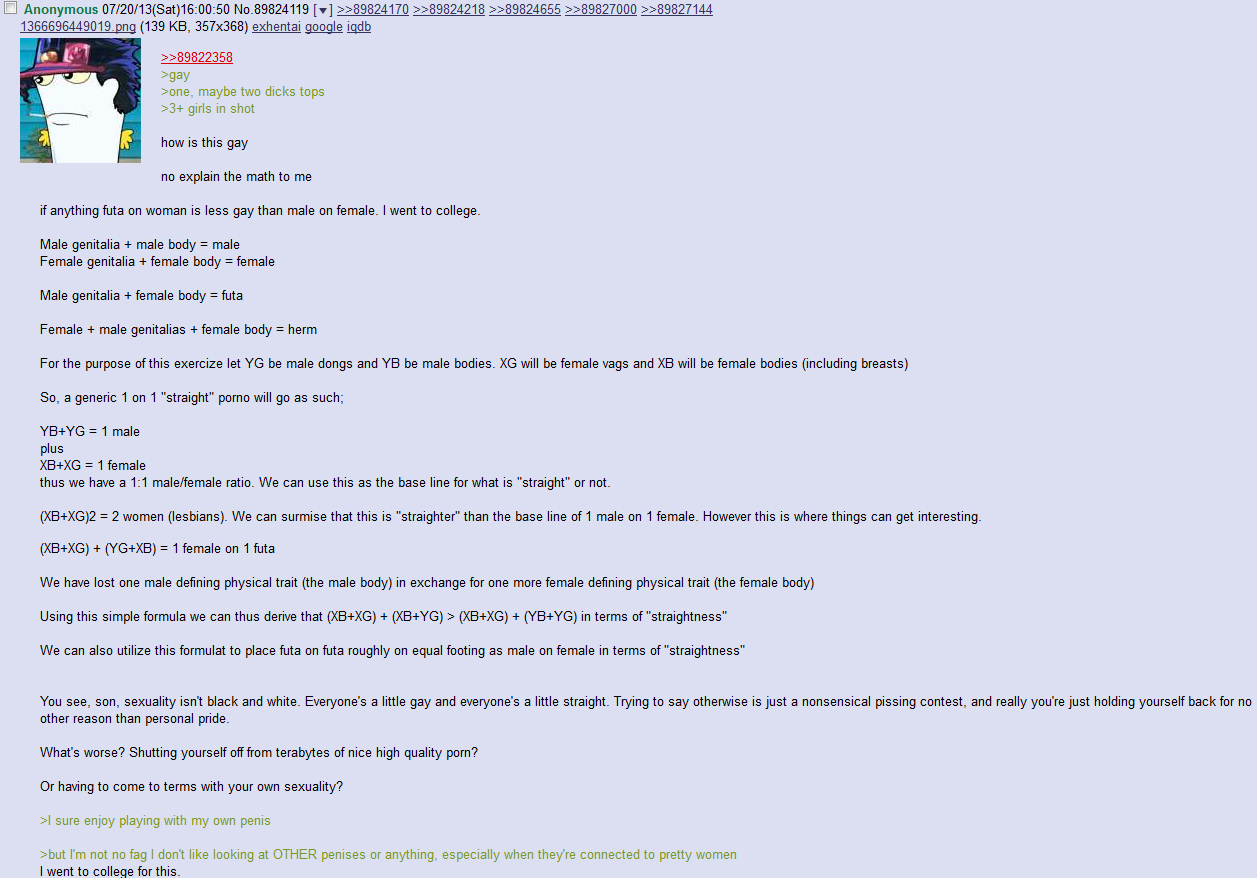 Anonymous 07/20/13(Sat)16:00:50 No.89824119 [▼] >>89824170 >>89824218 >>89824655 >>89827000 >>89827144
1366696449019.png (139 KB, 357x368) exhentai google iqdb
>>89822358
>gay
>one, maybe two dicks tops
>3+ girls in shot
how is this gay
no explain the math to me
if anything futa on woman is less gay than male on female. I went to college.
Male genitalia + male body = male
Female genitalia + female body = female
Male genitalia + female body = futa
Female + male genitalias + female body = herm
For the purpose of this exercize let YG be male dongs and YB be male bodies. XG will be female vags and XB will be female bodies (including breasts)
So, a generic 1 on 1 "straight" porno will go as such;
YB+YG = 1 male
plus
XB+XG = 1 female
thus we have a 1:1 male/female ratio. We can use this as the base line for what is "straight" or not.
(XB+XG)2 = 2 women (lesbians). We can surmise that this is "straighter" than the base line of 1 male on 1 female. However this is where things can get interesting.
(XB+XG) + (YG+XB) = 1 female on 1 futa
We have lost one male defining physical trait (the male body) in exchange for one more female defining physical trait (the female body)
Using this simple formula we can thus derive that (XB+XG) + (XB+YG) > (XB+XG) + (YB+YG) in terms of "straightness"
We can also utilize this formulat to place futa on futa roughly on equal footing as male on female in terms of "straightness"
You see, son, sexuality isn't black and white. Everyone's a little gay and everyone's a little straight. Trying to say otherwise is just a nonsensical pissing contest, and really you're just holding yourself back for no
other reason than personal pride.
What's worse? Shutting yourself off from terabytes of nice high quality porn?
Or having to come to terms with your own sexuality?
>I sure enjoy playing with my own penis
>but I'm not no fag I don't like looking at OTHER penises or anything, especially when they're connected to pretty women
I went to college for this.